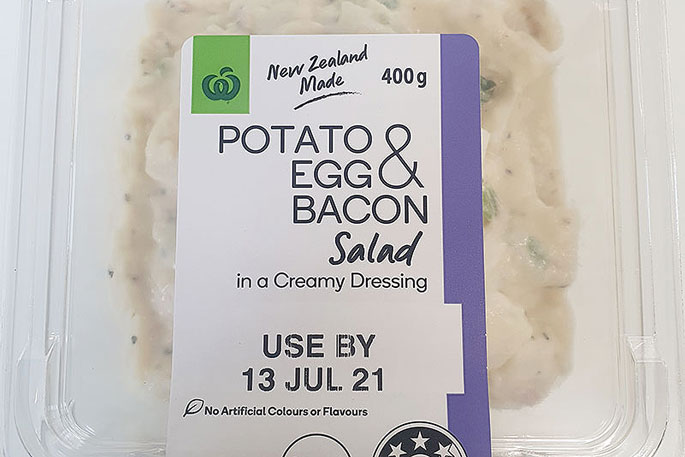 New Zealand
Made
400g
POTATO &
EGG
BACON
Salad
in a Creamy Dressing
USE BY
13 JUL 21
No Artificial Colours or Flavours